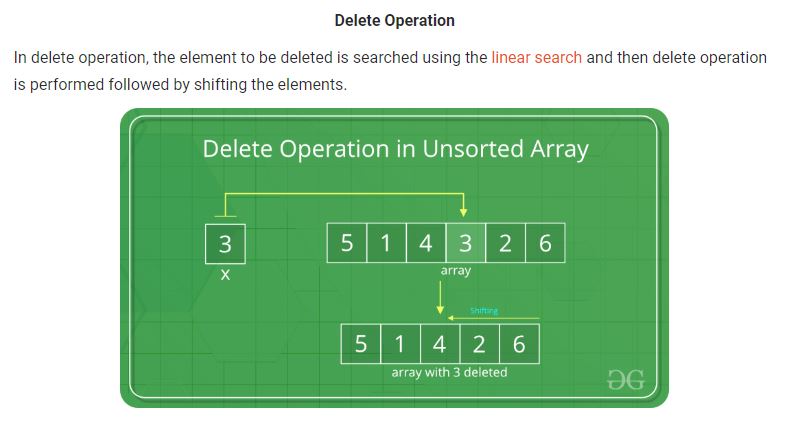 Delete Operation
In delete operation, the element to be deleted is searched using the linear search and then delete operation
is performed followed by shifting the elements.
Delete Operation in Unsorted Array
3
x
5 1 4 3 2 6
array
Shifting
5 1 4 2 6
array with 3 deleted